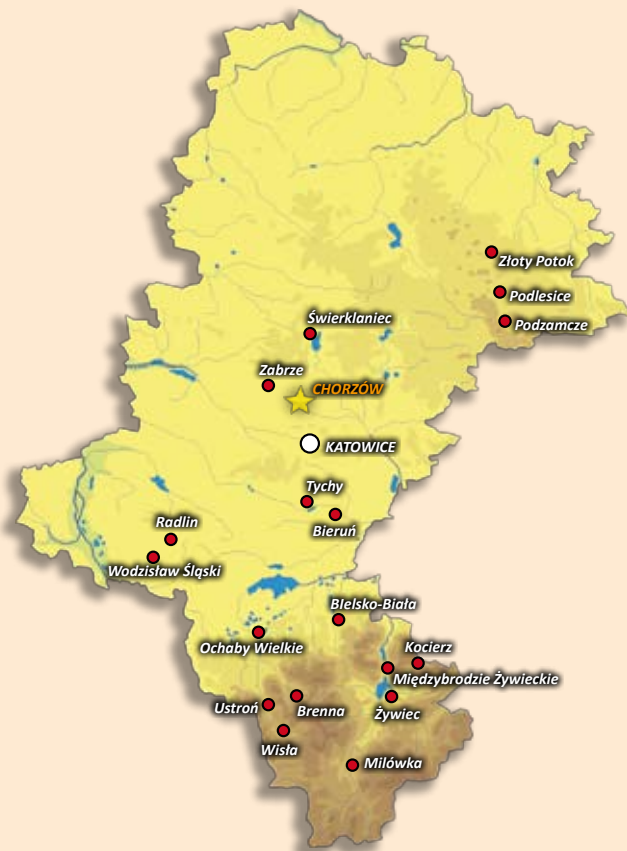 Złoty Potok
Podlesice
Świerklaniec
Podzamcze
Zabrze
CHORZÓW
KATOWICE
Tychy
Radlin
Bieruń
Wodzisław Śląski
BIelsko-Biała
Ochaby Wielkie
Kocierz
Międzybrodzie Żywieckie
Ustroń
Brenna
Żywiec
Wisła
Milówka